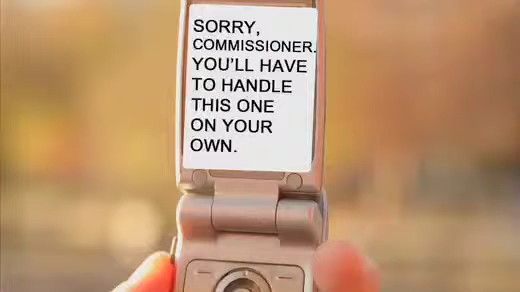 SORRY,
COMMISSIONER.
YOU'LL HAVE
TO HANDLE
THIS ONE
ON YOUR
OWN.